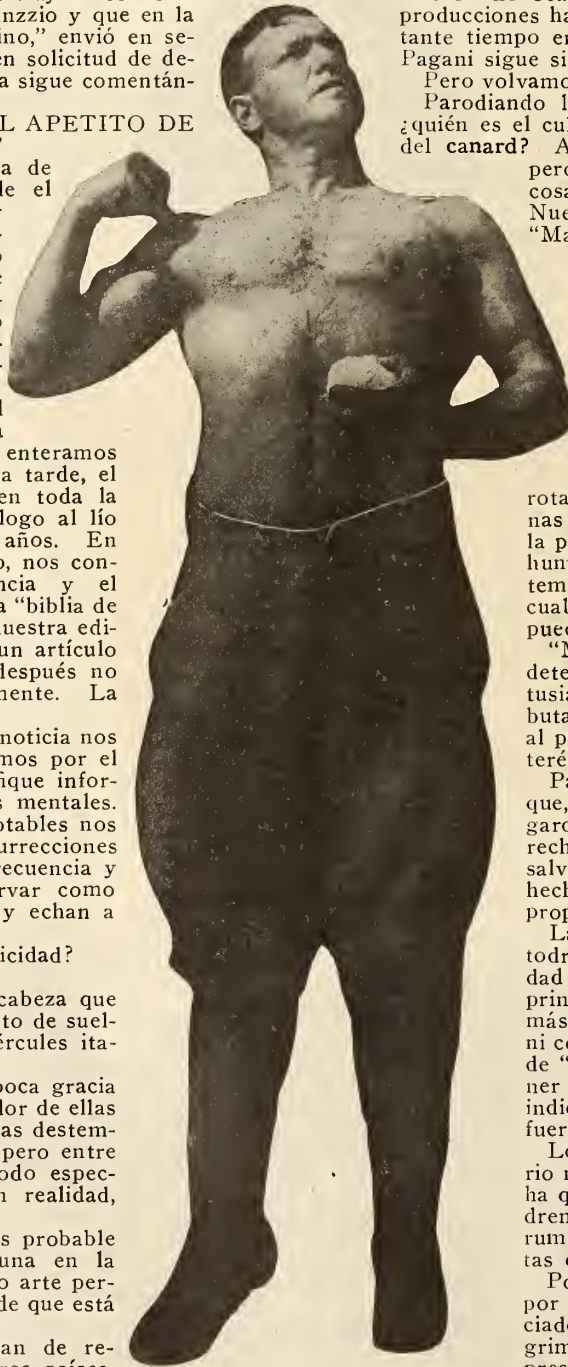 nzzio y que en la
ino,” envió en se-
en solicitud de de-
a sigue comentán-
L APETITO DE
a de
le el
enteramos
a tarde, el
en toda la
logo al lío
años. En
o, nos con-
ncia y el
a “biblia de
nuestra edi-
un artículo
después no
mente. La
noticia nos
mos por el
fique infor-
s mentales.
otables nos
urrecciones
recuencia y
rvar como
y echan a
icidad?
cabeza que
to de suel-
ércules ita-
poca gracia
dor de ellas
as destem-
pero entre
odo espec-
n realidad,
s probable
una en la
o arte per-
de que está
an de re-
producciones ha
tante tiempo en
Pagani sigue si
Pero volvamo
Parodiando l
¿quién es el cul
del canard? A
pero
cosa
Nue
“Ma
rota
nas
la p
hun
tem
cual
pued
“M
dete
tusia
buta
al p
teré
Pa
que,
garc
rech
salv
hech
prop
La
todr
dad
prin
más
ni co
de “
ner
indic
fuer
Lo
rio n
ha q
dren
rum
tas c
Po
por
ciado
grim